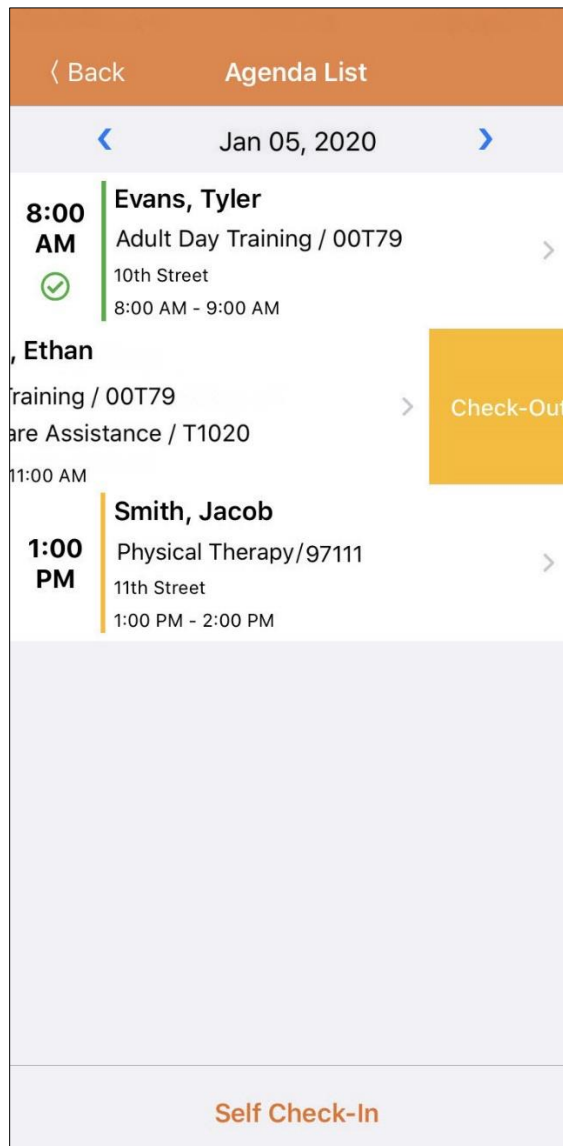 Back
Agenda List
Jan 05, 2020
8:00
AM
Evans, Tyler
Adult Day Training / 00T79
10th Street
8:00 AM - 9:00 AM
, Ethan
raining / 00T79
are Assistance / T1020
11:00 AM
Check-Out
1:00
PM
Smith, Jacob
Physical Therapy/97111
11th Street
1:00 PM - 2:00 PM
Self Check-In